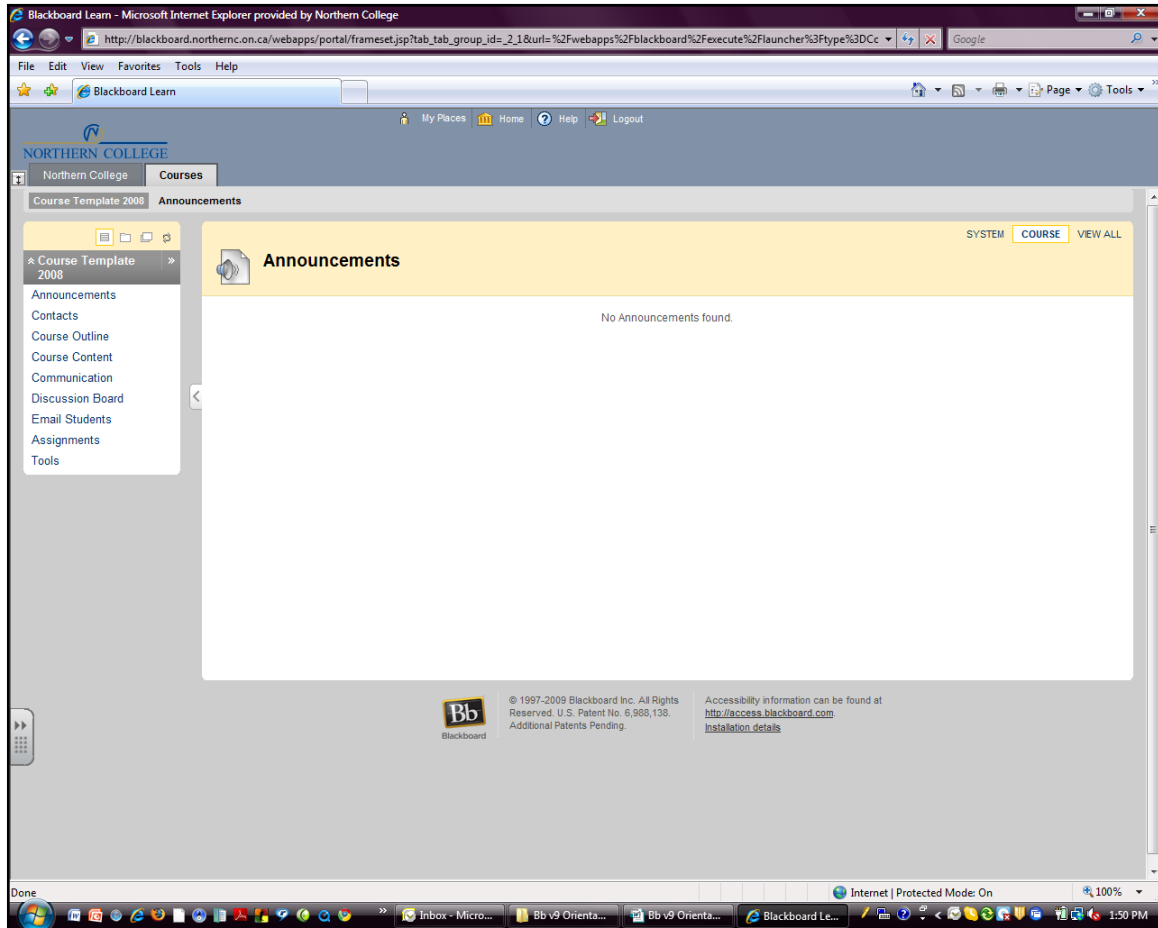 Blackboard Learn - Microsoft Internet Explorer provided by Northern College
http://blackboard.northernc.on.ca/webapps/portal/frameset.jsp?tab_tab_group_id=_2_1&url=%2Fwebapps%2Fblackboard%2Fexecute%2Flauncher%3Ftype%3DCc
Google
File Edit View Favorites Tools Help
Blackboard Learn
Page Tools
My Places Home Help Logout
NORTHERN COLLEGE
Northern College Courses
Course Template 2008 Announcements
SYSTEM COURSE VIEW ALL
Course Template
2008
Announcements
Announcements
Contacts
Course Outline
Course Content
Communication
Discussion Board
Email Students
Assignments
Tools
No Announcements found.
Bb
Blackboard
© 1997-2009 Blackboard Inc. All Rights
Reserved. U.S. Patent No. 6,988,138.
Additional Patents Pending.
Accessibility information can be found at
http://access.blackboard.com.
Installation details
Done
Internet | Protected Mode: On
100%
Inbox - Micro...
Bb v9 Orienta...
Bb v9 Orienta...
Blackboard Le...
1:50 PM